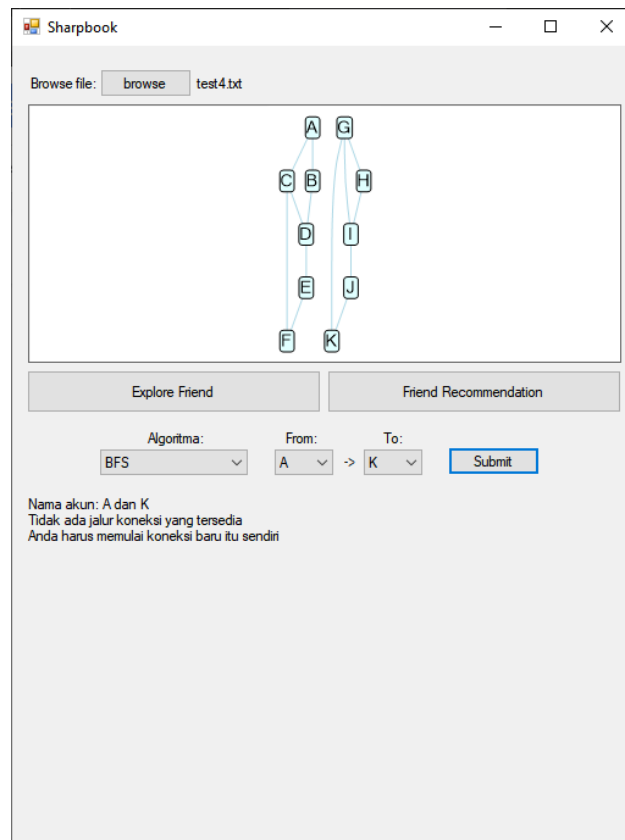 Sharpbook
Browse file: browse test4.txt
A G
C B H
D I
E J
F K
Explore Friend Friend Recommendation
Algoritma: From: To:
BFS A -> K Submit
Nama akun: A dan K
Tidak ada jalur koneksi yang tersedia
Anda harus memulai koneksi baru itu sendiri